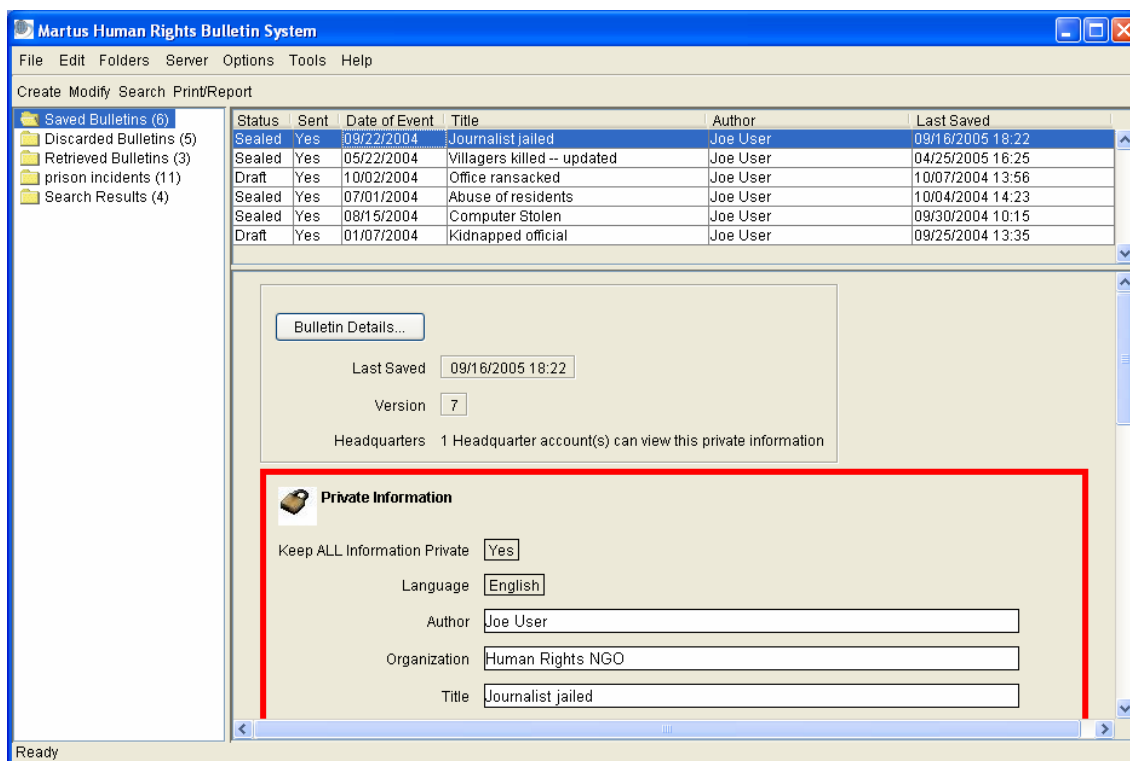 Martus Human Rights Bulletin System
File Edit Folders Server Options Tools Help
Create Modify Search Print/Report
Saved Bulletins (6)
Discarded Bulletins (5)
Retrieved Bulletins (3)
prison incidents (11)
Search Results (4)
Status Sent Date of Event Title Author Last Saved
Sealed Yes 09/22/2004 Journalist jailed Joe User 09/16/2005 18:22
Sealed Yes 05/22/2004 Villagers killed -- updated Joe User 04/25/2005 16:25
Draft Yes 10/02/2004 Office ransacked Joe User 10/07/2004 13:56
Sealed Yes 07/01/2004 Abuse of residents Joe User 10/04/2004 14:23
Sealed Yes 08/15/2004 Computer Stolen Joe User 09/30/2004 10:15
Draft Yes 01/07/2004 Kidnapped official Joe User 09/25/2004 13:35
Bulletin Details...
Last Saved 09/16/2005 18:22
Version 7
Headquarters 1 Headquarter account(s) can view this private information
Private Information
Keep ALL Information Private Yes
Language English
Author Joe User
Organization Human Rights NGO
Title Journalist jailed
Ready